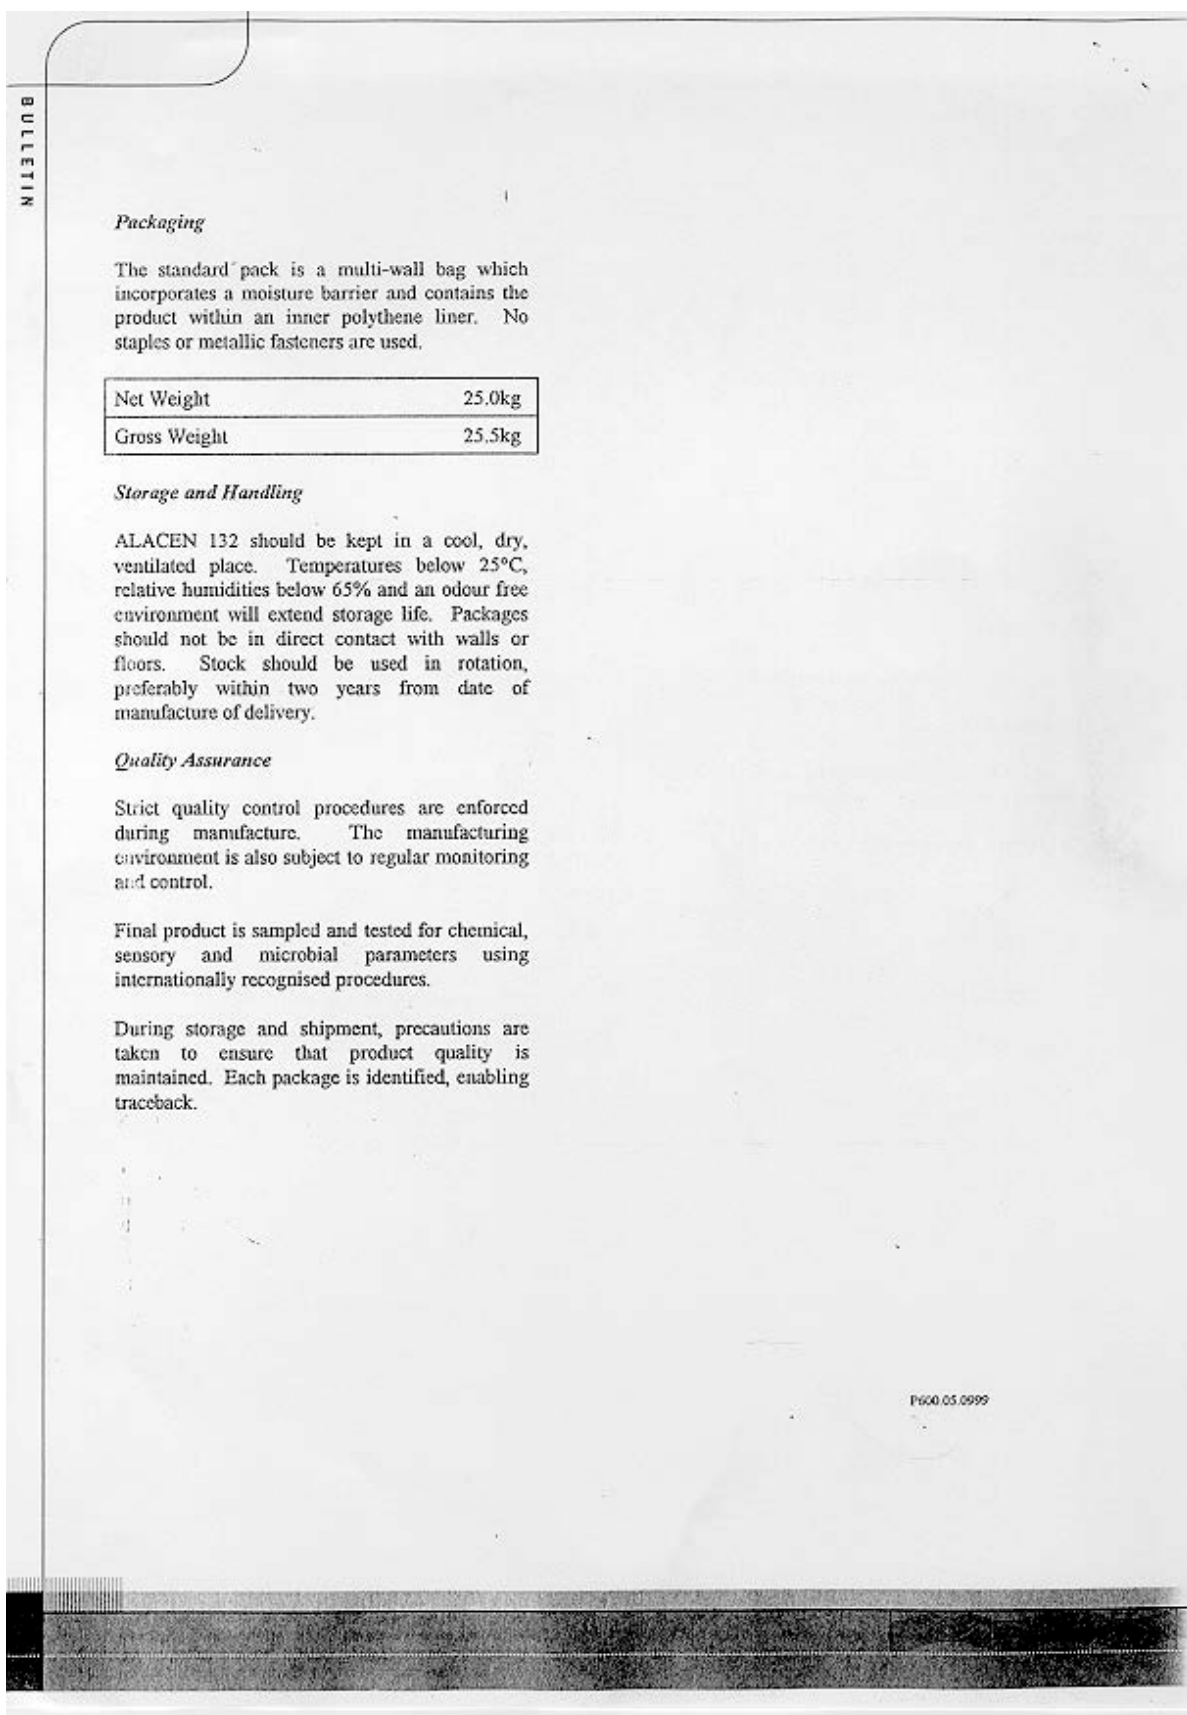 BULLETIN
Packaging
The standard pack is a multi-wall bag which
incorporates a moisture barrier and contains the
product within an inner polythene liner. No
staples or metallic fasteners are used.
Net Weight 25.0kg
Gross Weight 25.5kg
Storage and Handling
ALACEN 132 should be kept in a cool, dry,
ventilated place. Temperatures below 25°C,
relative humidities below 65% and an odour free
environment will extend storage life. Packages
should not be in direct contact with walls or
floors. Stock should be used in rotation,
preferably within two years from date of
manufacture of delivery.
Quality Assurance
Strict quality control procedures are enforced
during manufacture. The manufacturing
environment is also subject to regular monitoring
and control.
Final product is sampled and tested for chemical,
sensory and microbial parameters using
internationally recognised procedures.
During storage and shipment, precautions are
taken to ensure that product quality is
maintained. Each package is identified, enabling
traceback.
P600.05.0999